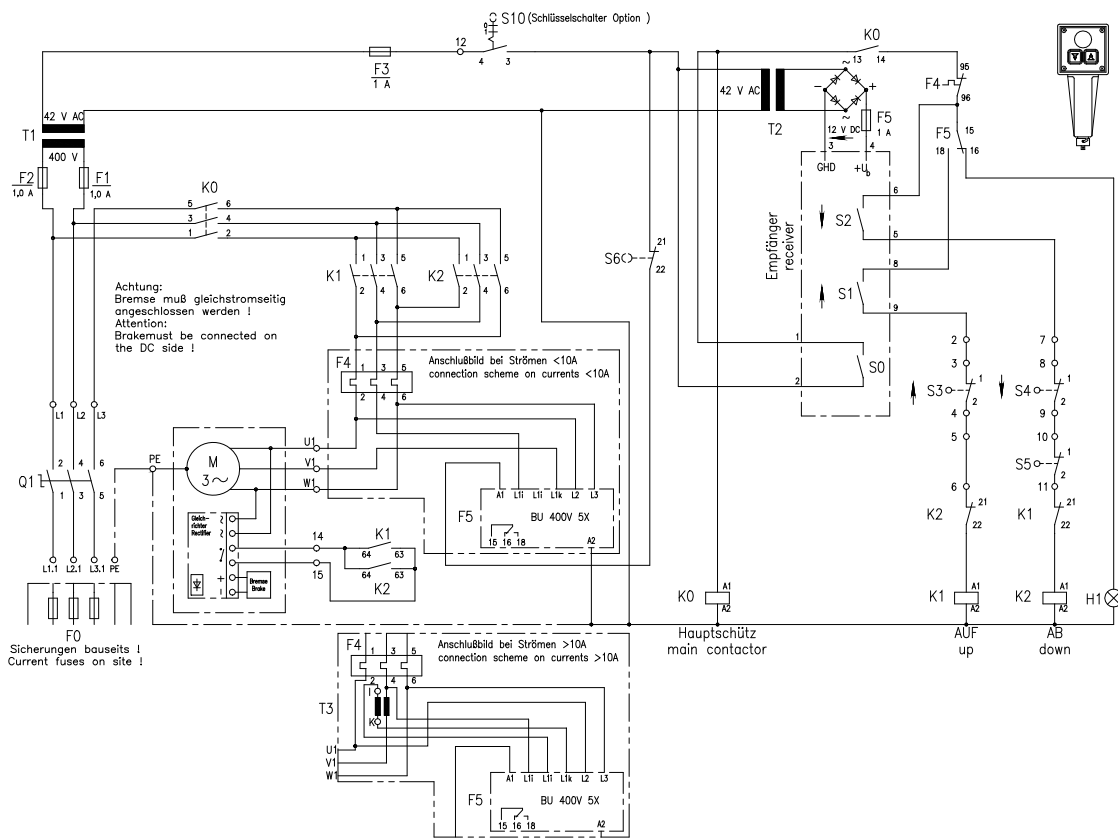 S10 (Schlüsselschalter Option )
0
1
12
4 3
F3
1 A
K0
13 14
42 V AC
T1
400 V
F2
1,0 A
F1
1,0 A
42 V AC
T2
~
- +
~
12 V DC
F5
1 A
3 4
GHD +Ub
95
F4
96
F5
15
18 16
K0
5 6
3 4
1 2
S6
21
22
Empfänger
receiver
6
S2
5
8
S1
9
1
S0
2
K1
1 3 5
2 4 6
K2
1 3 5
2 4 6
Achtung:
Bremse muß gleichstromseitig
angeschlossen werden !
Attention:
Brakemust be connected on
the DC side !
F4
1 3 5
2 4 6
Anschlußbild bei Strömen <10A
connection scheme on currents <10A
L1 L2 L3
Q1
2 4 6
1 3 5
L1.1 L2.1 L3.1 PE
F0
Sicherungen bauseits !
Current fuses on site !
PE
M
3~
U1
V1
W1
Gleich-
richter
Rectifier
+
Bremse
Brake
14
15
K1
64 63
64 63
K2
F5
A1 L1i L1i L1k L2 L3
BU 400V 5X
15 16 18
A2
2
3
S3
1
2
4
5
6
K2
21
22
7
8
S4
1
2
9
10
S5
1
2
11
K1
21
22
K0
A1
A2
Hauptschütz
main contactor
K1
A1
A2
AUF
up
K2
A1
A2
AB
down
H1
F4
1 3 5
2 4 6
Anschlußbild bei Strömen >10A
connection scheme on currents >10A
T3
I
K
U1
V1
W1
F5
A1 L1i L1i L1k L2 L3
BU 400V 5X
15 16 18
A2